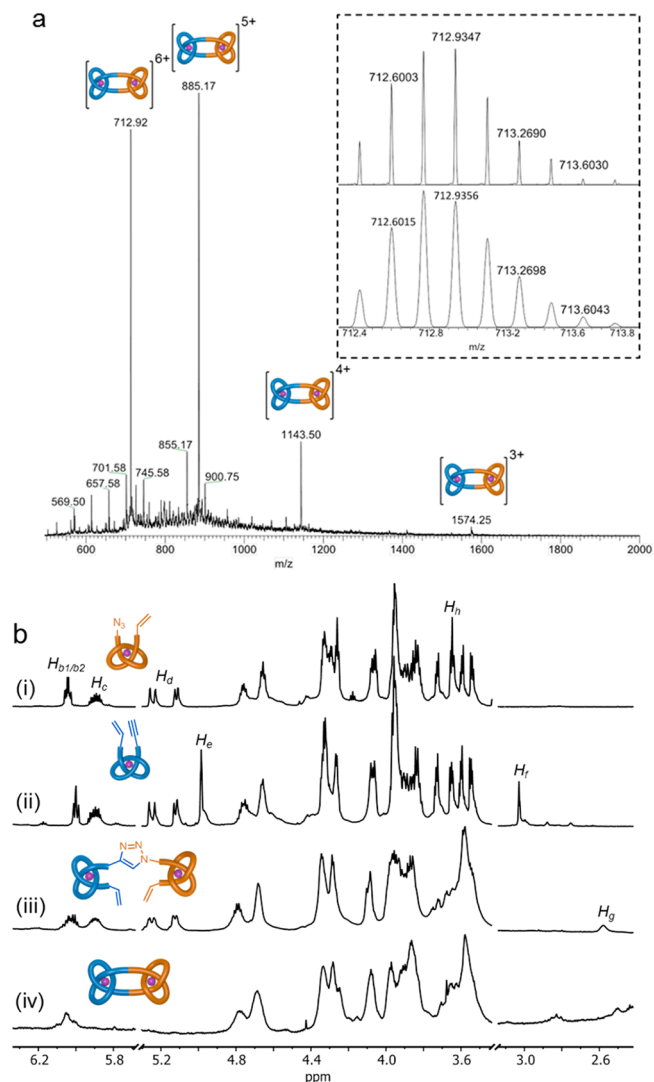 a
6+
5+
712.92
885.17
712.9347
712.6003
713.2690
713.6030
712.9356
712.6015
713.2698
713.6043
712.4
712.8
713.2
713.6
713.8
m/z
4+
1143.50
3+
1574.25
855.17
701.58
745.58
657.58
900.75
569.50
600
800
1000
1200
1400
1600
1800
2000
m/z
b
N3
Hb1/b2
Hc
Hd
Hh
(i)
He
Hf
(ii)
N=N
N
(iii)
Hg
(iv)
6.2
5.8
5.2
4.8
4.4
4.0
3.6
3.0
2.6
ppm